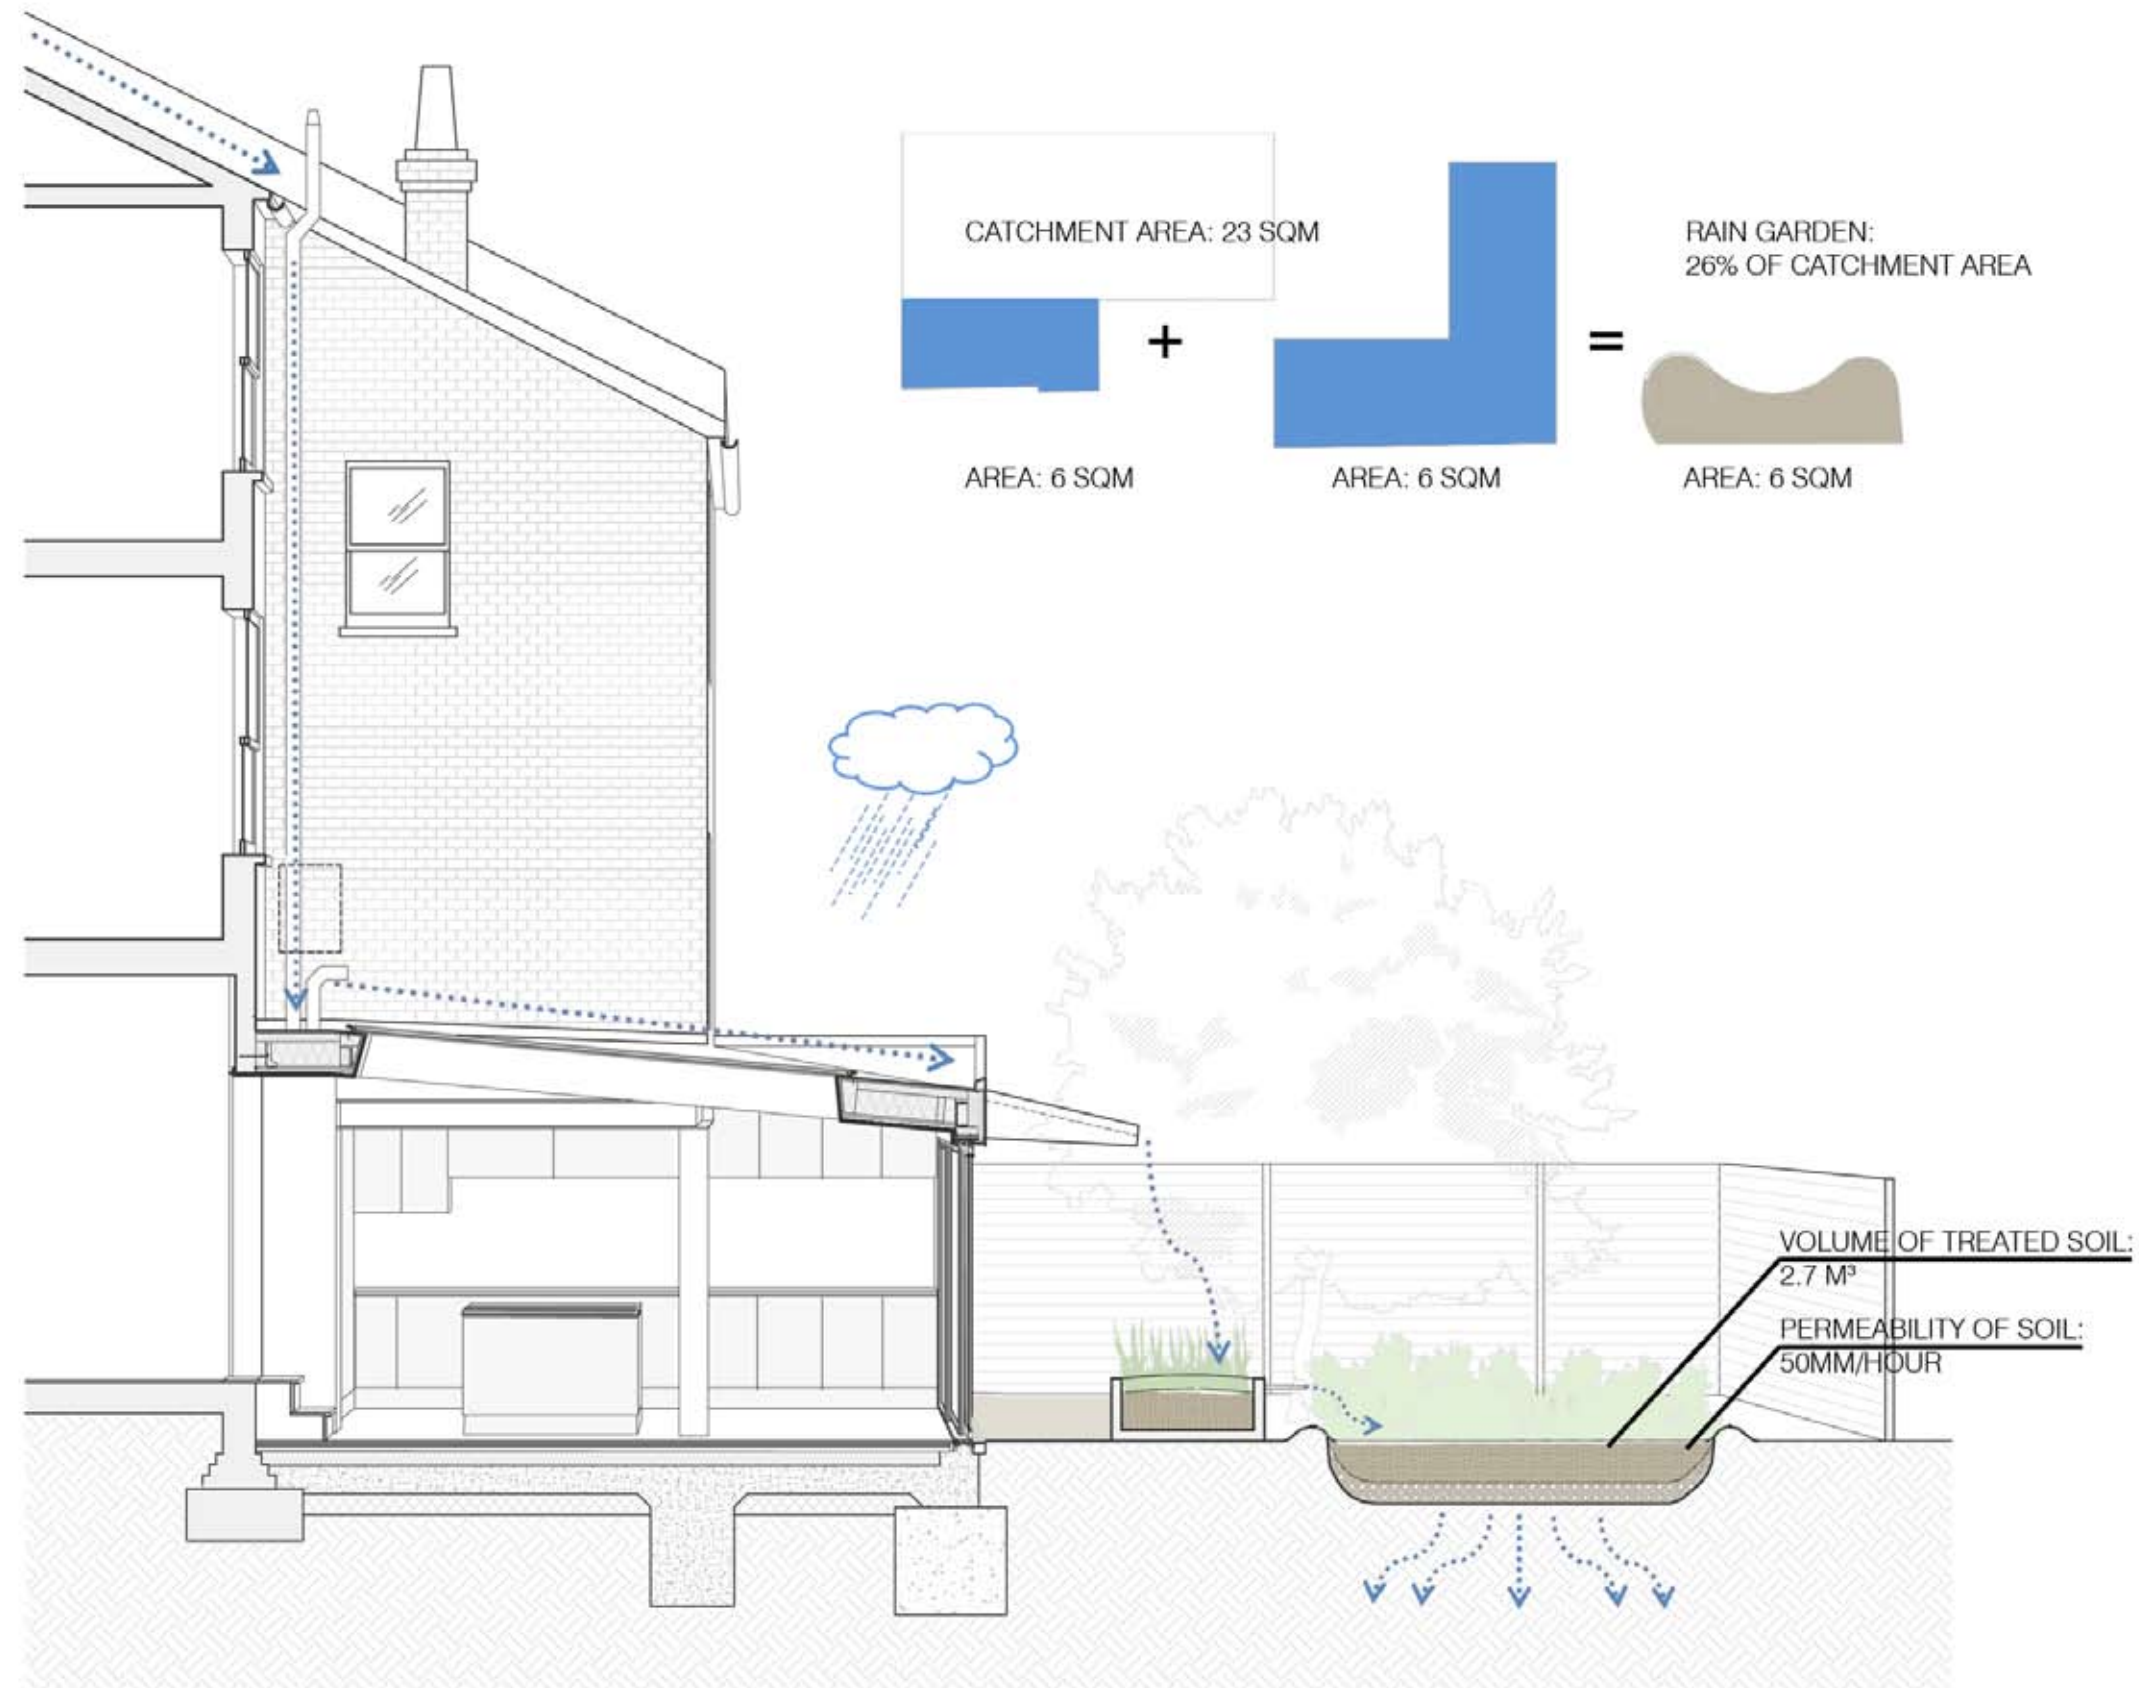 CATCHMENT AREA: 23 SQM
RAIN GARDEN:
26% OF CATCHMENT AREA
+
=
AREA: 6 SQM
AREA: 6 SQM
AREA: 6 SQM
VOLUME OF TREATED SOIL:
2.7 M³
PERMEABILITY OF SOIL:
50MM/HOUR